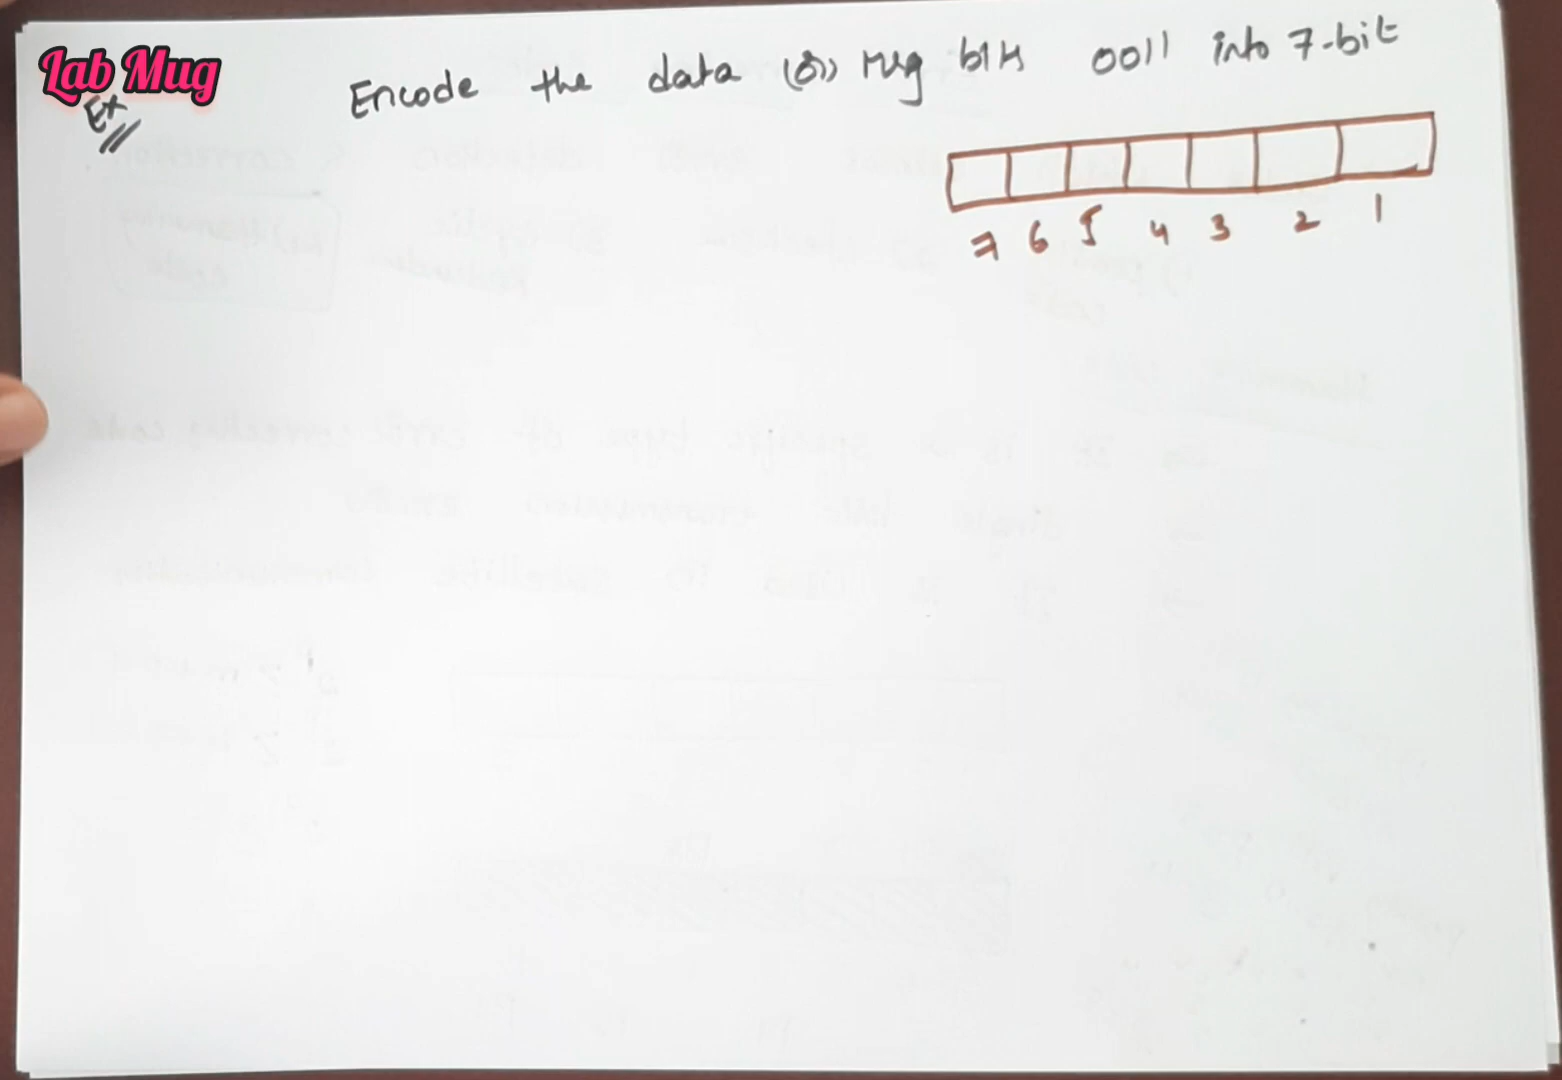 Lab Mug
Ex
Encode the data (or) msg bits 0011 into 7-bit
7 6 5 4 3 2 1